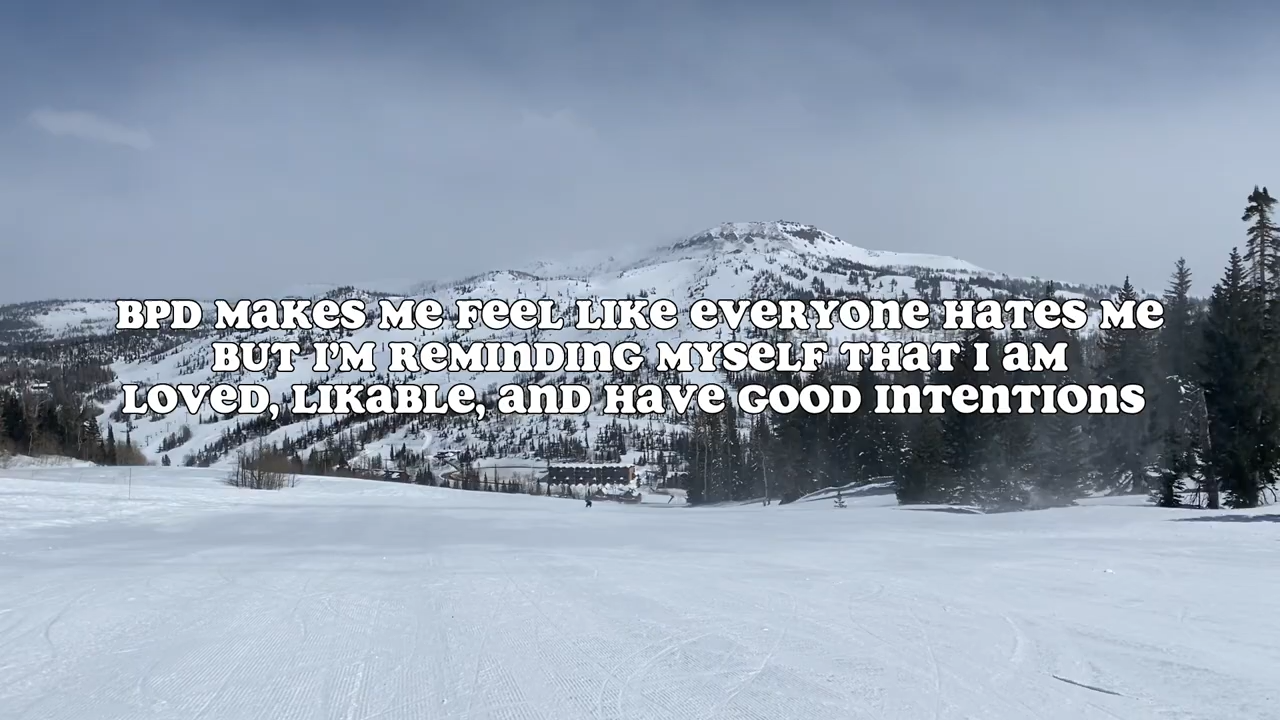 BPD MAKES ME FEEL LIKE EVERYONE HATES ME
BUT I'M REMINDING MYSELF THAT I AM
LOVED, LIKABLE, AND HAVE GOOD INTENTIONS